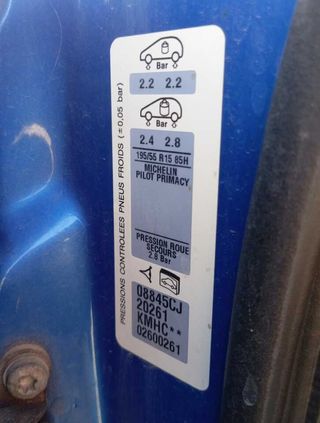 Bar
2.2 2.2
Bar
2.4 2.8
195/55 R15 85H
MICHELIN
PILOT PRIMACY
PRESSION ROUE
SECOURS
2.8 Bar
08845CJ
20261
KMHC**
02600261
PRESSIONS CONTROLEES PNEUS FROIDS (±0,05 bar)